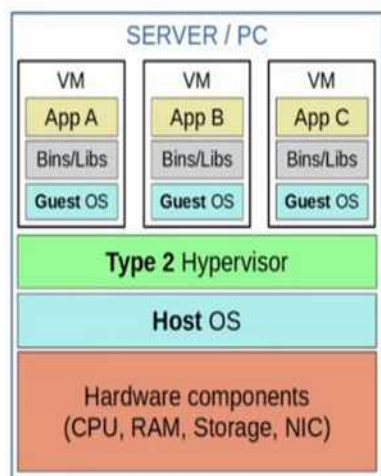 SERVER / PC
VM VM VM
App A App B App C
Bins/Libs Bins/Libs Bins/Libs
Guest OS Guest OS Guest OS
Type 2 Hypervisor
Host OS
Hardware components
(CPU, RAM, Storage, NIC)